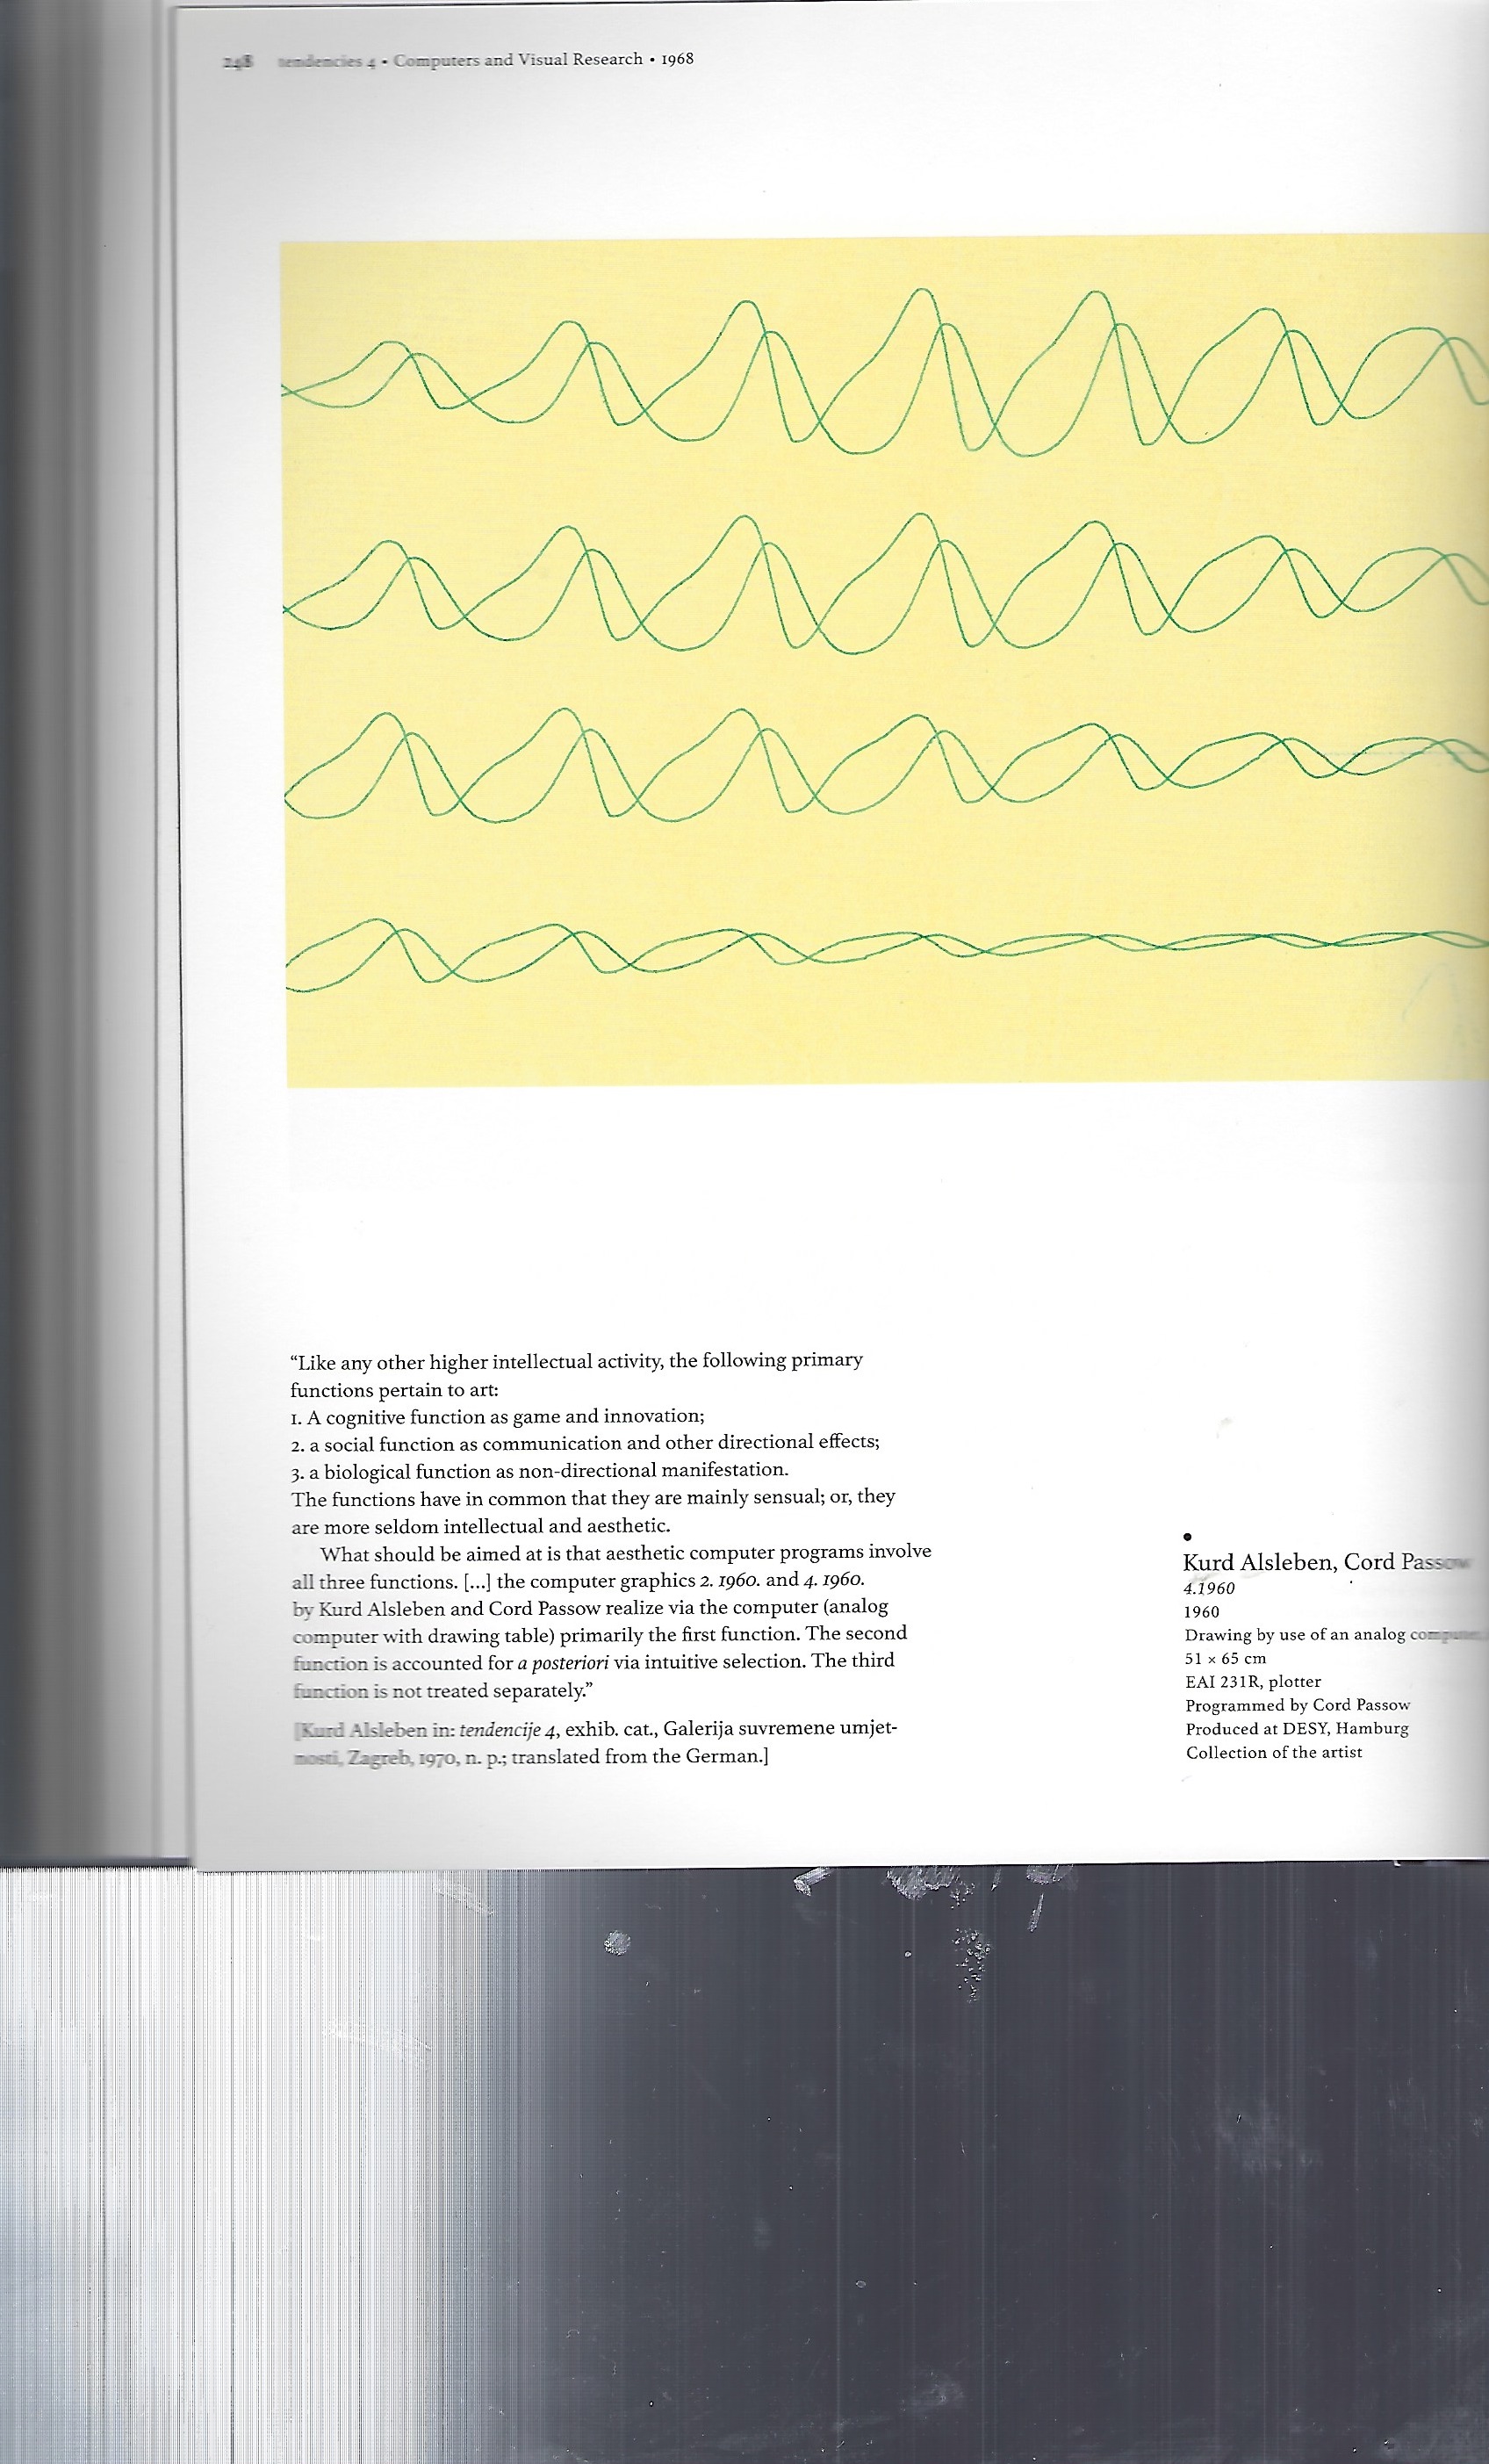 248 tendencies 4 • Computers and Visual Research • 1968
“Like any other higher intellectual activity, the following primary
functions pertain to art:
1. A cognitive function as game and innovation;
2. a social function as communication and other directional effects;
3. a biological function as non-directional manifestation.
The functions have in common that they are mainly sensual; or, they
are more seldom intellectual and aesthetic.
What should be aimed at is that aesthetic computer programs involve
all three functions. [...] the computer graphics 2. 1960. and 4. 1960.
by Kurd Alsleben and Cord Passow realize via the computer (analog
computer with drawing table) primarily the first function. The second
function is accounted for a posteriori via intuitive selection. The third
function is not treated separately.”
[Kurd Alsleben in: tendencije 4, exhib. cat., Galerija suvremene umjet-
nosti, Zagreb, 1970, n. p.; translated from the German.]
•
Kurd Alsleben, Cord Passow
4.1960
1960
Drawing by use of an analog computer
51 × 65 cm
EAI 231R, plotter
Programmed by Cord Passow
Produced at DESY, Hamburg
Collection of the artist